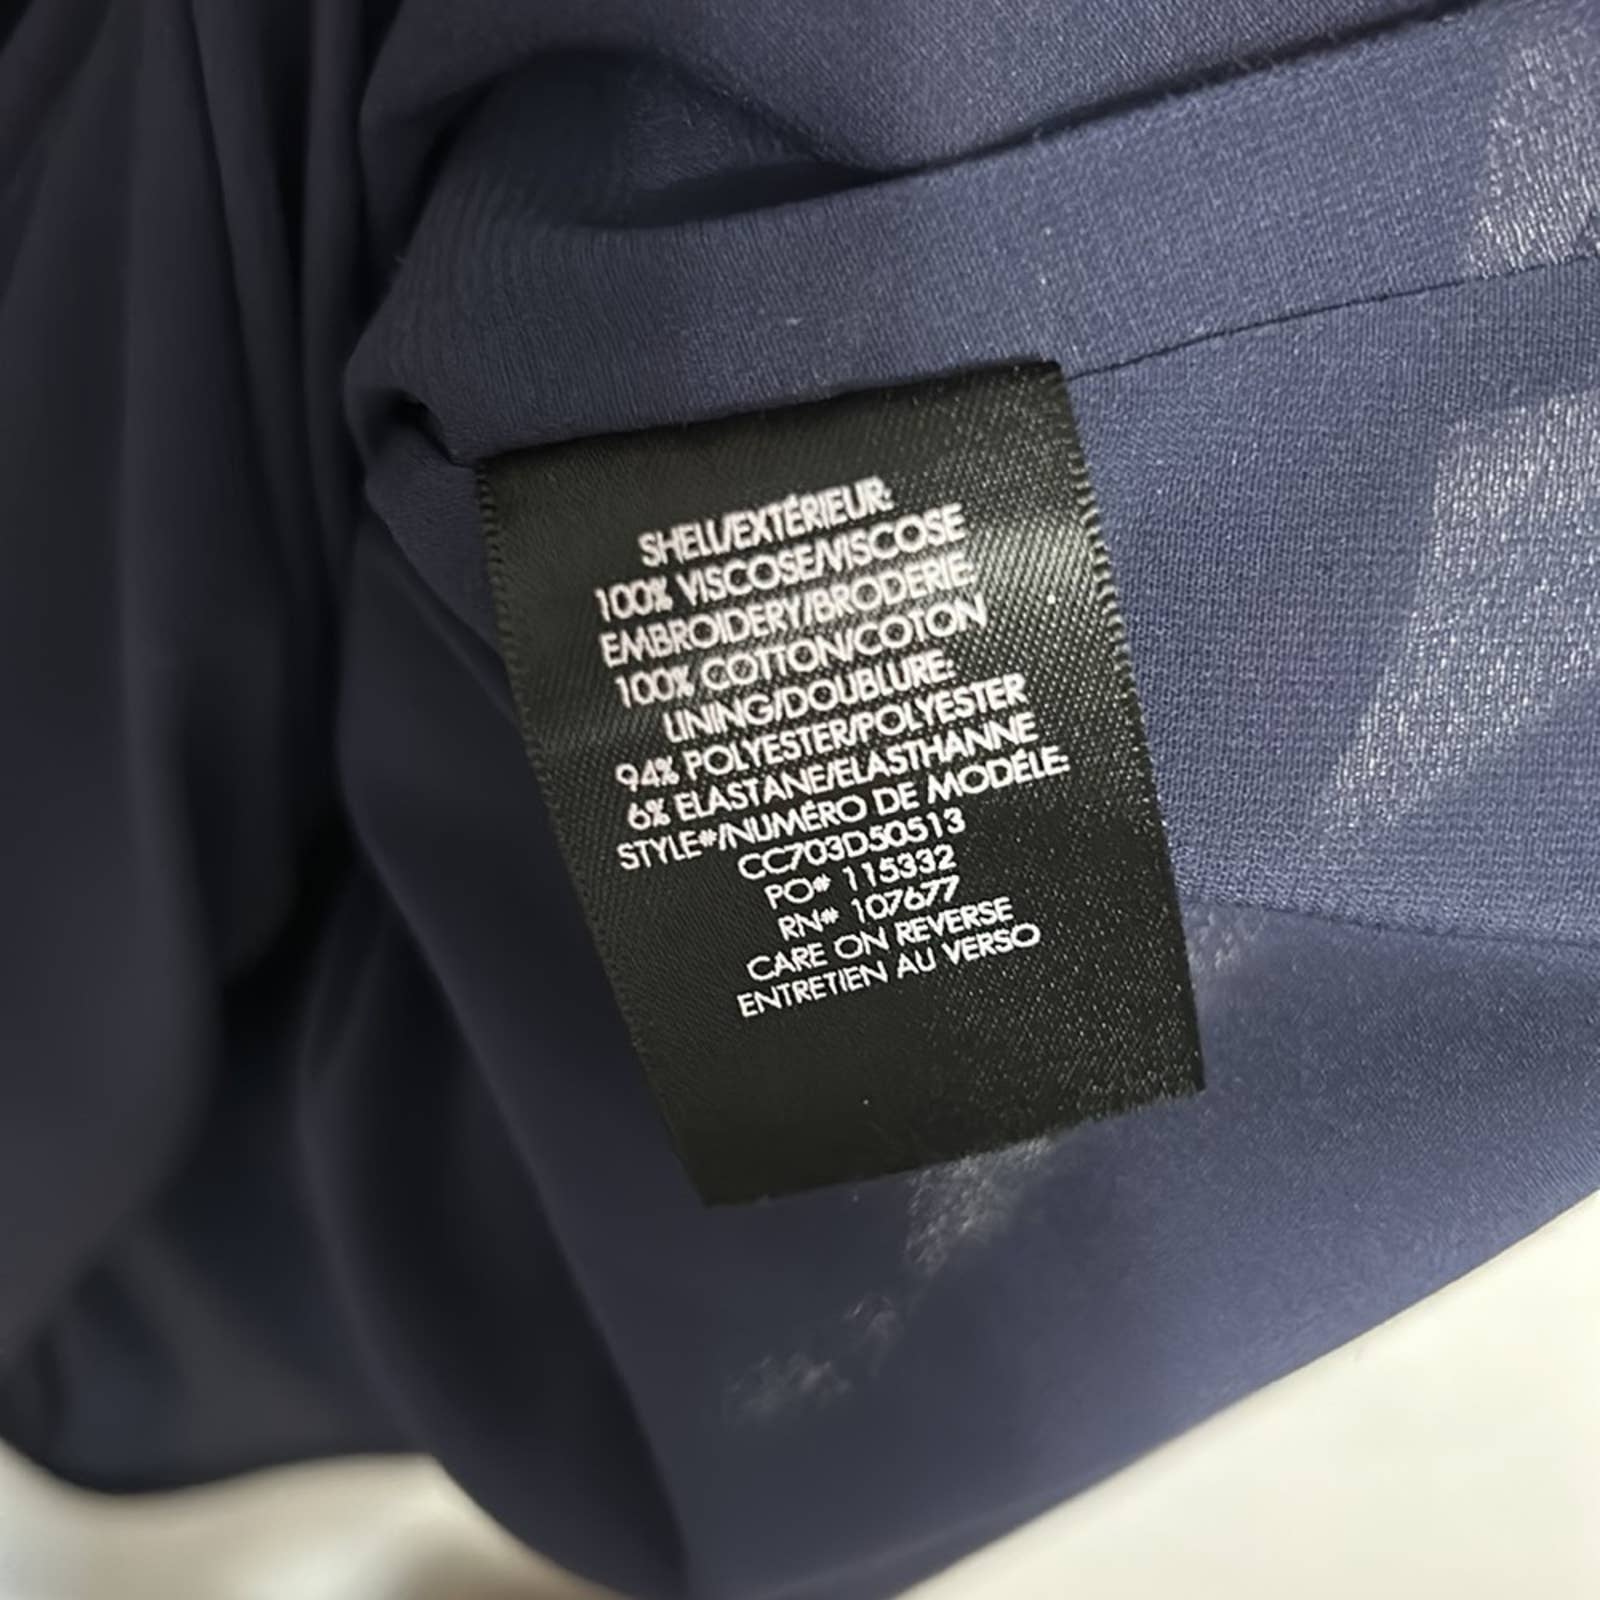 SHELL/EXTÉRIEUR:
100% VISCOSE/VISCOSE
EMBROIDERY/BRODERIE:
100% COTTON/COTON
LINING/DOUBLURE:
94% POLYESTER/POLYESTER
6% ELASTANE/ELASTHANNE
STYLE#/NUMÉRO DE MODÈLE:
CC703D50513
PO# 115332
RN# 107677
CARE ON REVERSE
ENTRETIEN AU VERSO